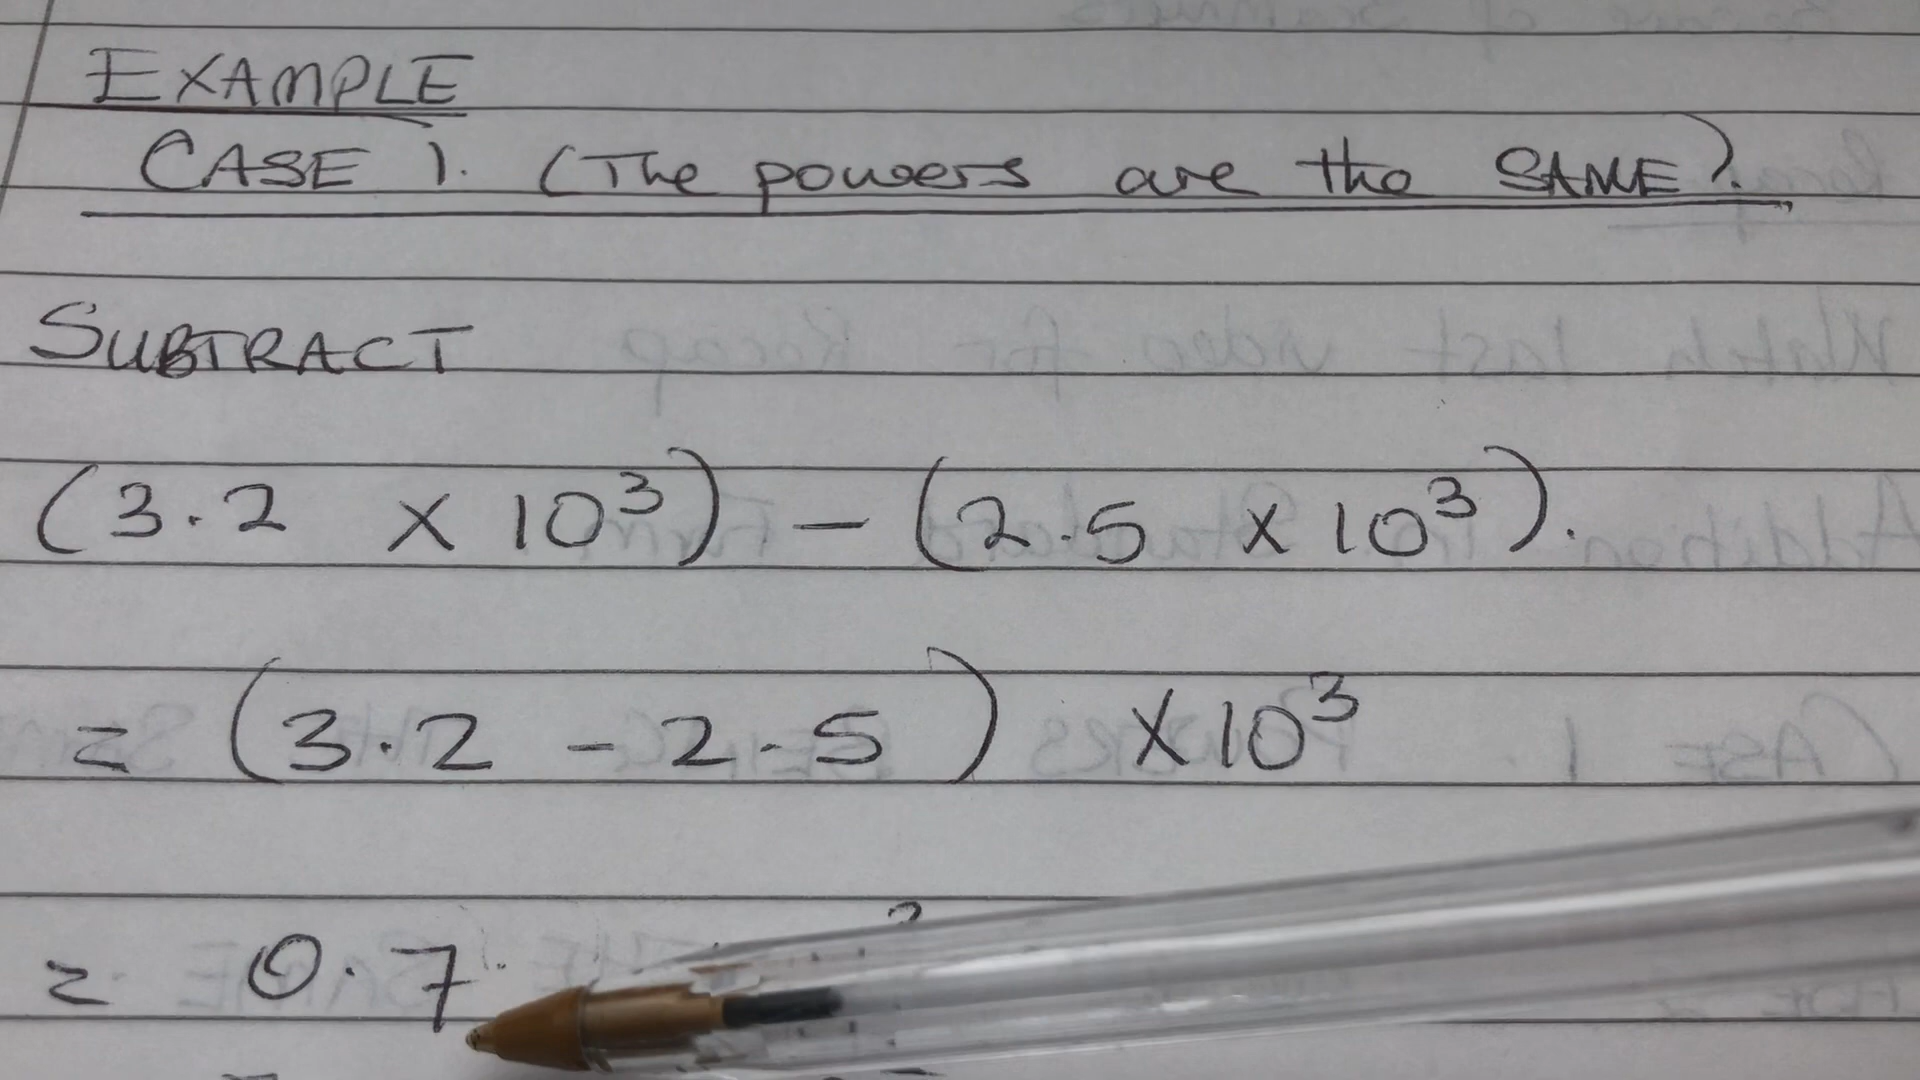 EXAMPLE
CASE 1. (The powers are the SAME).
SUBTRACT
(3.2 × 10³) − (2.5 × 10³).
= (3.2 − 2.5) × 10³
= 0.7